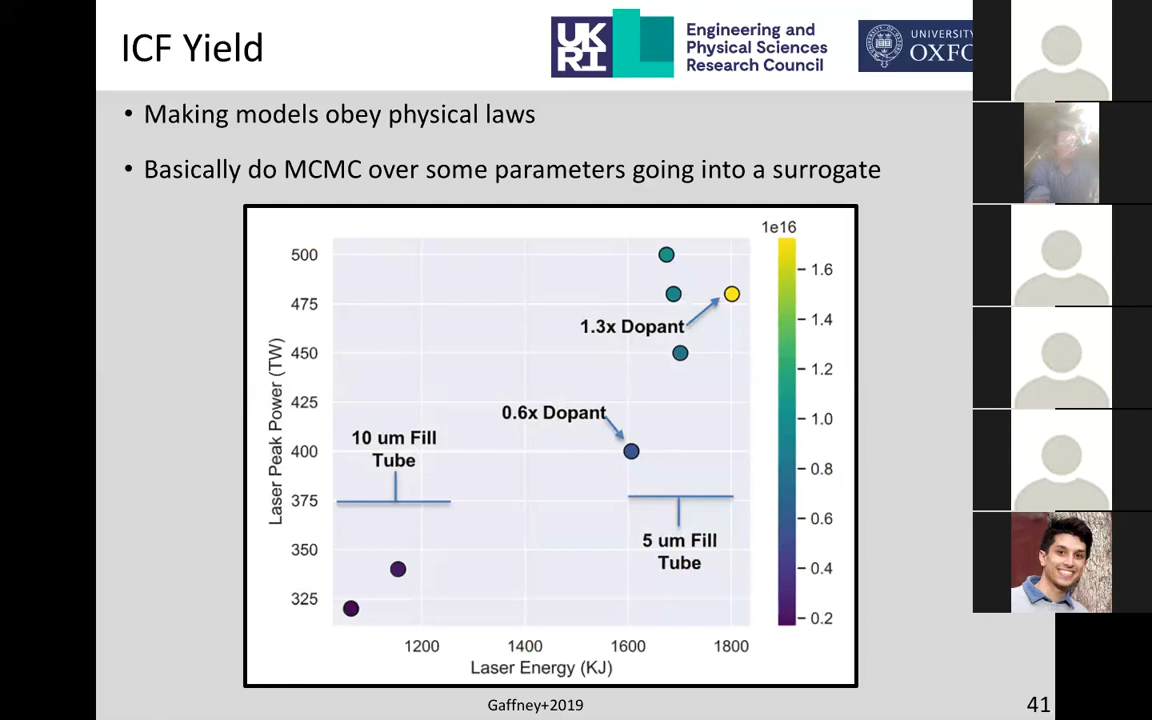 ICF Yield
UK
RI
Engineering and
Physical Sciences
Research Council
UNIVERSITY
OXFO
• Making models obey physical laws
• Basically do MCMC over some parameters going into a surrogate
1e16
500
475
450
425
400
375
350
325
Laser Peak Power (TW)
1.3x Dopant
0.6x Dopant
10 um Fill
Tube
5 um Fill
Tube
1.6
1.4
1.2
1.0
0.8
0.6
0.4
0.2
1200 1400 1600 1800
Laser Energy (KJ)
Gaffney+2019
41